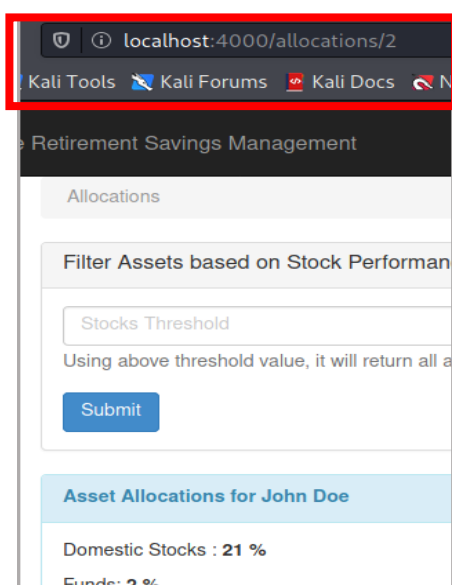 localhost:4000/allocations/2
Kali Tools Kali Forums Kali Docs N
Retirement Savings Management
Allocations
Filter Assets based on Stock Performan
Stocks Threshold
Using above threshold value, it will return all a
Submit
Asset Allocations for John Doe
Domestic Stocks : 21 %
Funds: 2 %